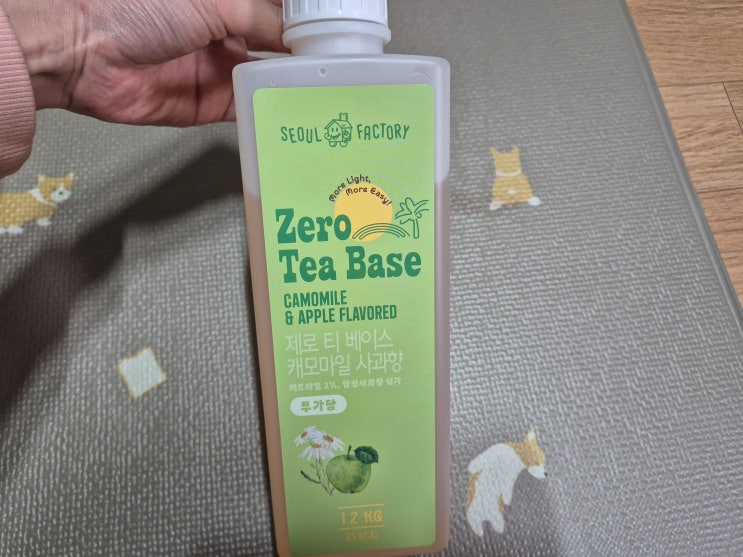 SEOUL FACTORY
More Light,
More Easy!
Zero
Tea Base
CAMOMILE
& APPLE FLAVORED
제로 티 베이스
캐모마일 사과향
무가당
1.2 KG